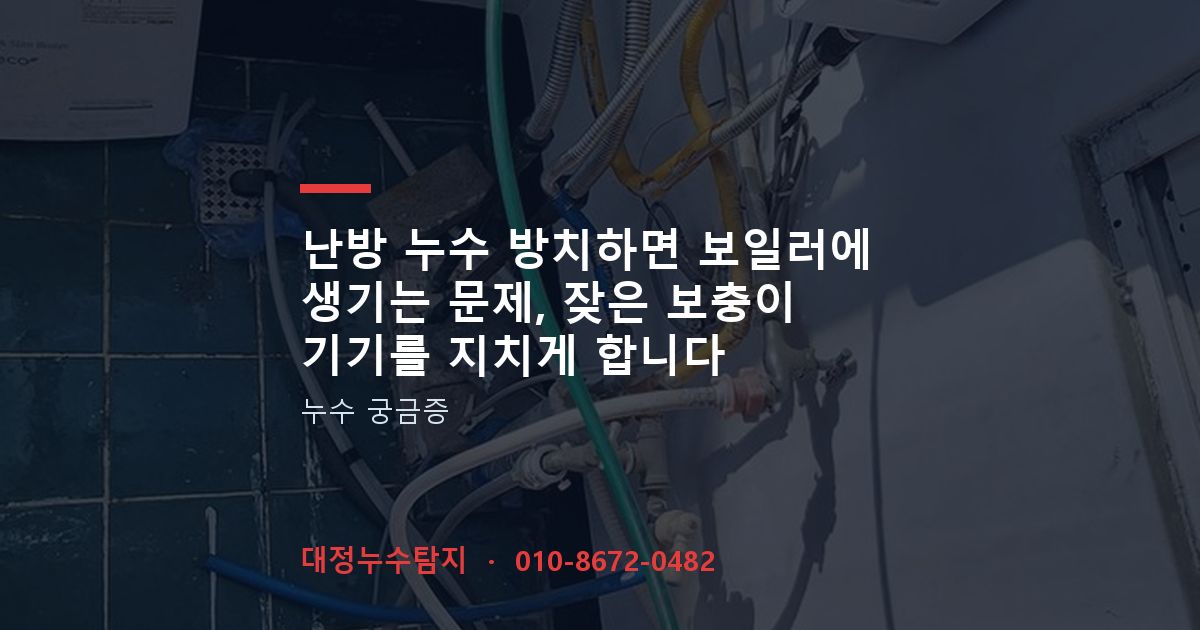 난방 누수 방치하면 보일러에
생기는 문제, 잦은 보충이
기기를 지치게 합니다
누수 궁금증
대정누수탐지 · 010-8672-0482